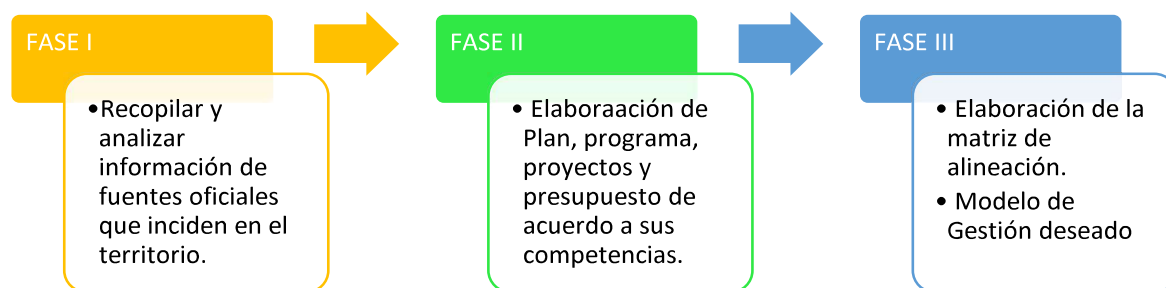 FASE I
•Recopilar y
analizar
información de
fuentes oficiales
que inciden en el
territorio.
FASE II
• Elaboraación de
Plan, programa,
proyectos y
presupuesto de
acuerdo a sus
competencias.
FASE III
• Elaboración de la
matriz de
alineación.
• Modelo de
Gestión deseado